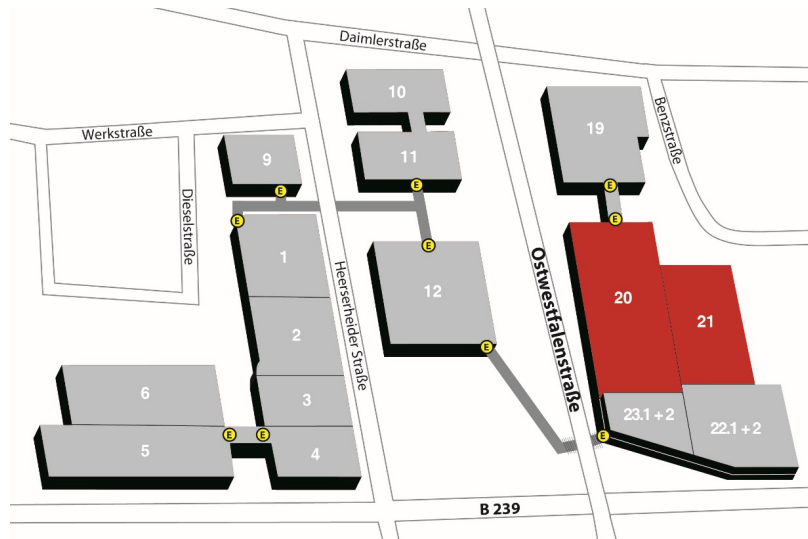 Daimlerstraße
Werkstraße
Dieselstraße
Heerserheider Straße
Ostwestfalenstraße
Benzstraße
B 239
10
11
9
19
E
E
E
E
E
E
1
2
3
4
12
20
21
6
5
E
E
E
E
23.1 + 2
22.1 + 2